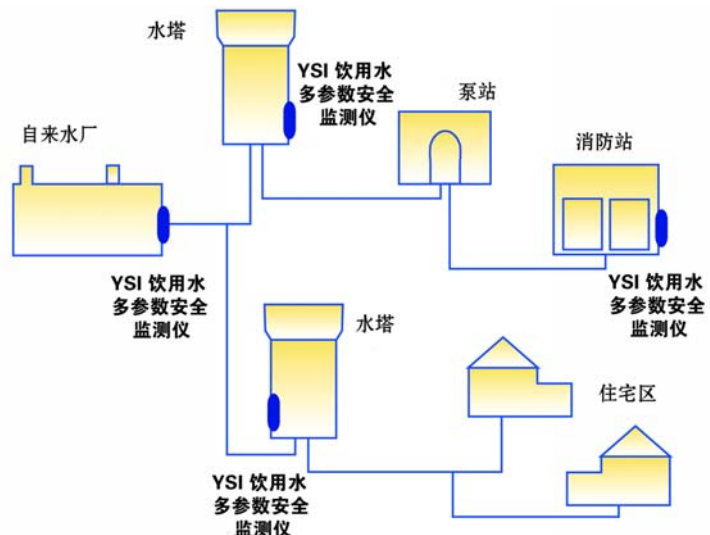 水塔
YSI 饮用水
多参数安全
监测仪
泵站
消防站
自来水厂
YSI 饮用水
多参数安全
监测仪
YSI 饮用水
多参数安全
监测仪
水塔
住宅区
YSI 饮用水
多参数安全
监测仪